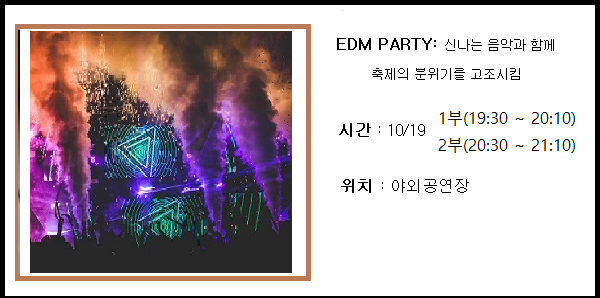 EDM PARTY: 신나는 음악과 함께
축제의 분위기를 고조시킴
시간 : 10/19 1부(19:30 ~ 20:10)
2부(20:30 ~ 21:10)
위치 : 야외공연장